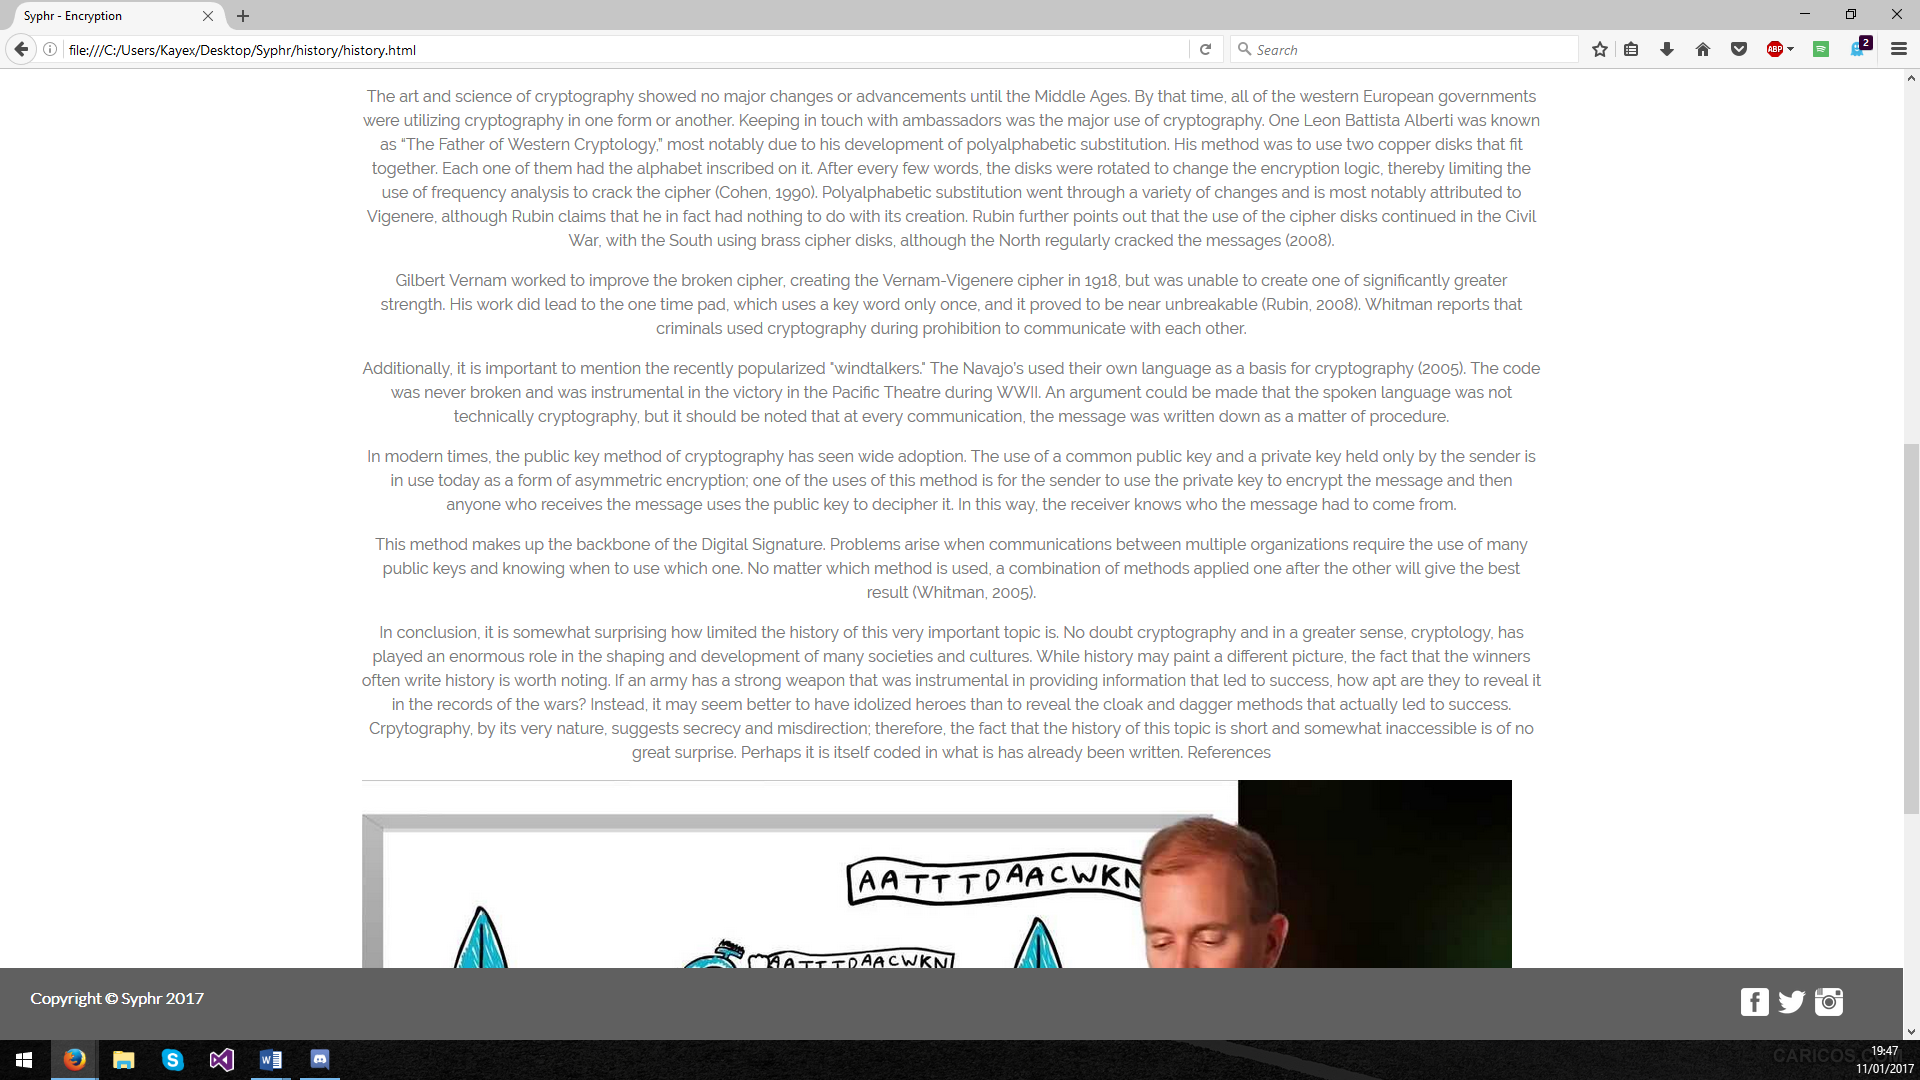 Syphr - Encryption
file:///C:/Users/Kayex/Desktop/Syphr/history/history.html
Search
ABP
2
The art and science of cryptography showed no major changes or advancements until the Middle Ages. By that time, all of the western European governments
were utilizing cryptography in one form or another. Keeping in touch with ambassadors was the major use of cryptography. One Leon Battista Alberti was known
as “The Father of Western Cryptology,” most notably due to his development of polyalphabetic substitution. His method was to use two copper disks that fit
together. Each one of them had the alphabet inscribed on it. After every few words, the disks were rotated to change the encryption logic, thereby limiting the
use of frequency analysis to crack the cipher (Cohen, 1990). Polyalphabetic substitution went through a variety of changes and is most notably attributed to
Vigenere, although Rubin claims that he in fact had nothing to do with its creation. Rubin further points out that the use of the cipher disks continued in the Civil
War, with the South using brass cipher disks, although the North regularly cracked the messages (2008).
Gilbert Vernam worked to improve the broken cipher, creating the Vernam-Vigenere cipher in 1918, but was unable to create one of significantly greater
strength. His work did lead to the one time pad, which uses a key word only once, and it proved to be near unbreakable (Rubin, 2008). Whitman reports that
criminals used cryptography during prohibition to communicate with each other.
Additionally, it is important to mention the recently popularized "windtalkers." The Navajo's used their own language as a basis for cryptography (2005). The code
was never broken and was instrumental in the victory in the Pacific Theatre during WWII. An argument could be made that the spoken language was not
technically cryptography, but it should be noted that at every communication, the message was written down as a matter of procedure.
In modern times, the public key method of cryptography has seen wide adoption. The use of a common public key and a private key held only by the sender is
in use today as a form of asymmetric encryption; one of the uses of this method is for the sender to use the private key to encrypt the message and then
anyone who receives the message uses the public key to decipher it. In this way, the receiver knows who the message had to come from.
This method makes up the backbone of the Digital Signature. Problems arise when communications between multiple organizations require the use of many
public keys and knowing when to use which one. No matter which method is used, a combination of methods applied one after the other will give the best
result (Whitman, 2005).
In conclusion, it is somewhat surprising how limited the history of this very important topic is. No doubt cryptography and in a greater sense, cryptology, has
played an enormous role in the shaping and development of many societies and cultures. While history may paint a different picture, the fact that the winners
often write history is worth noting. If an army has a strong weapon that was instrumental in providing information that led to success, how apt are they to reveal it
in the records of the wars? Instead, it may seem better to have idolized heroes than to reveal the cloak and dagger methods that actually led to success.
Crpytography, by its very nature, suggests secrecy and misdirection; therefore, the fact that the history of this topic is short and somewhat inaccessible is of no
great surprise. Perhaps it is itself coded in what is has already been written. References
AATTTDAACWKN
AATTTDAACWKN
Copyright © Syphr 2017
CARICOS.COM
19:47
11/01/2017